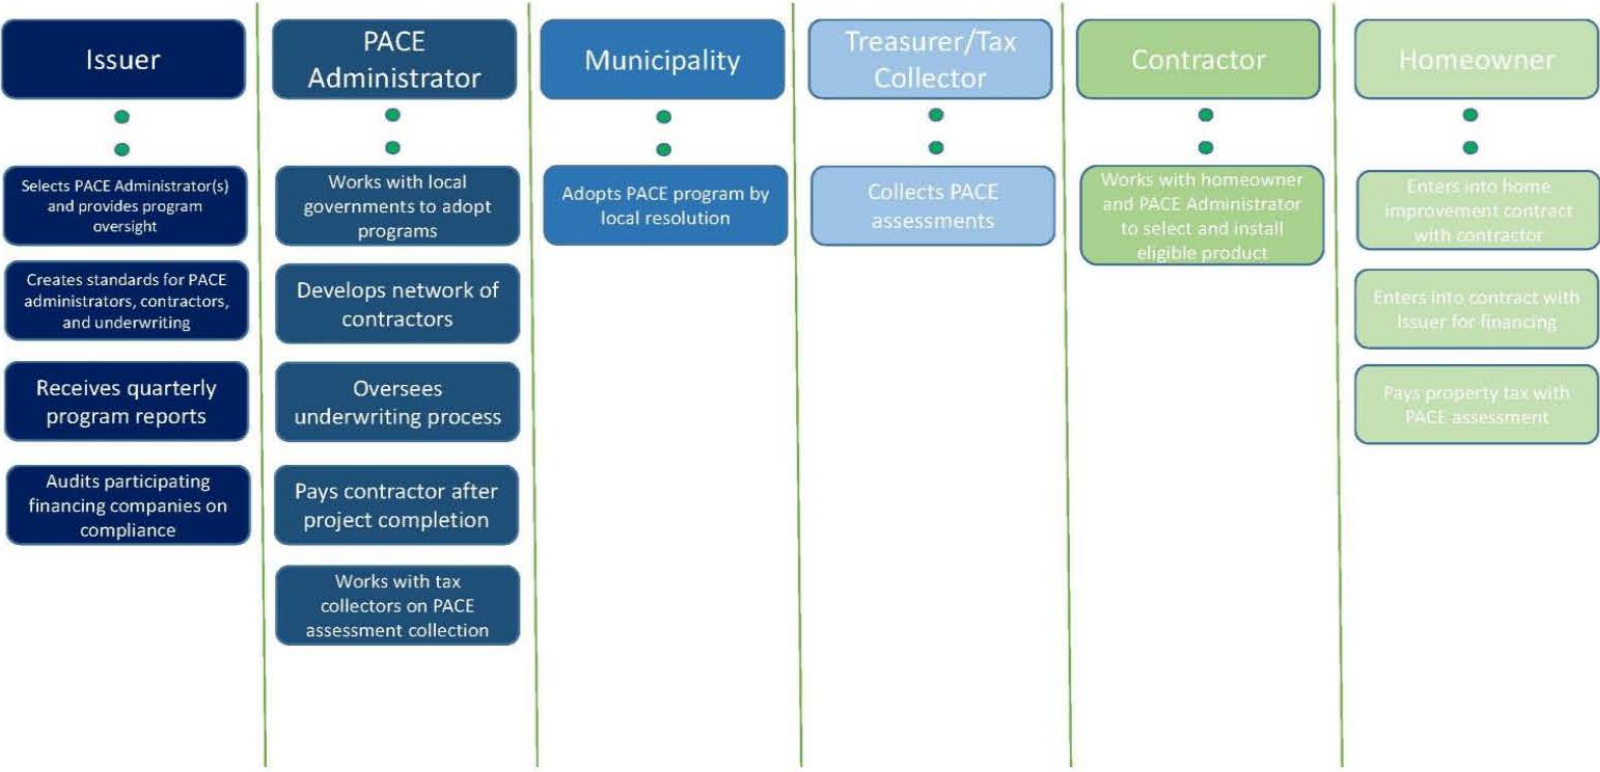 Issuer
Selects PACE Administrator(s)
and provides program
oversight
Creates standards for PACE
administrators, contractors,
and underwriting
Receives quarterly
program reports
Audits participating
financing companies on
compliance
PACE
Administrator
Works with local
governments to adopt
programs
Develops network of
contractors
Oversees
underwriting process
Pays contractor after
project completion
Works with tax
collectors on PACE
assessment collection
Municipality
Adopts PACE program by
local resolution
Treasurer/Tax
Collector
Collects PACE
assessments
Contractor
Works with homeowner
and PACE Administrator
to select and install
eligible product
Homeowner
Enters into home
improvement contract
with contractor
Enters into contract with
Issuer for financing
Pays property tax with
PACE assessment